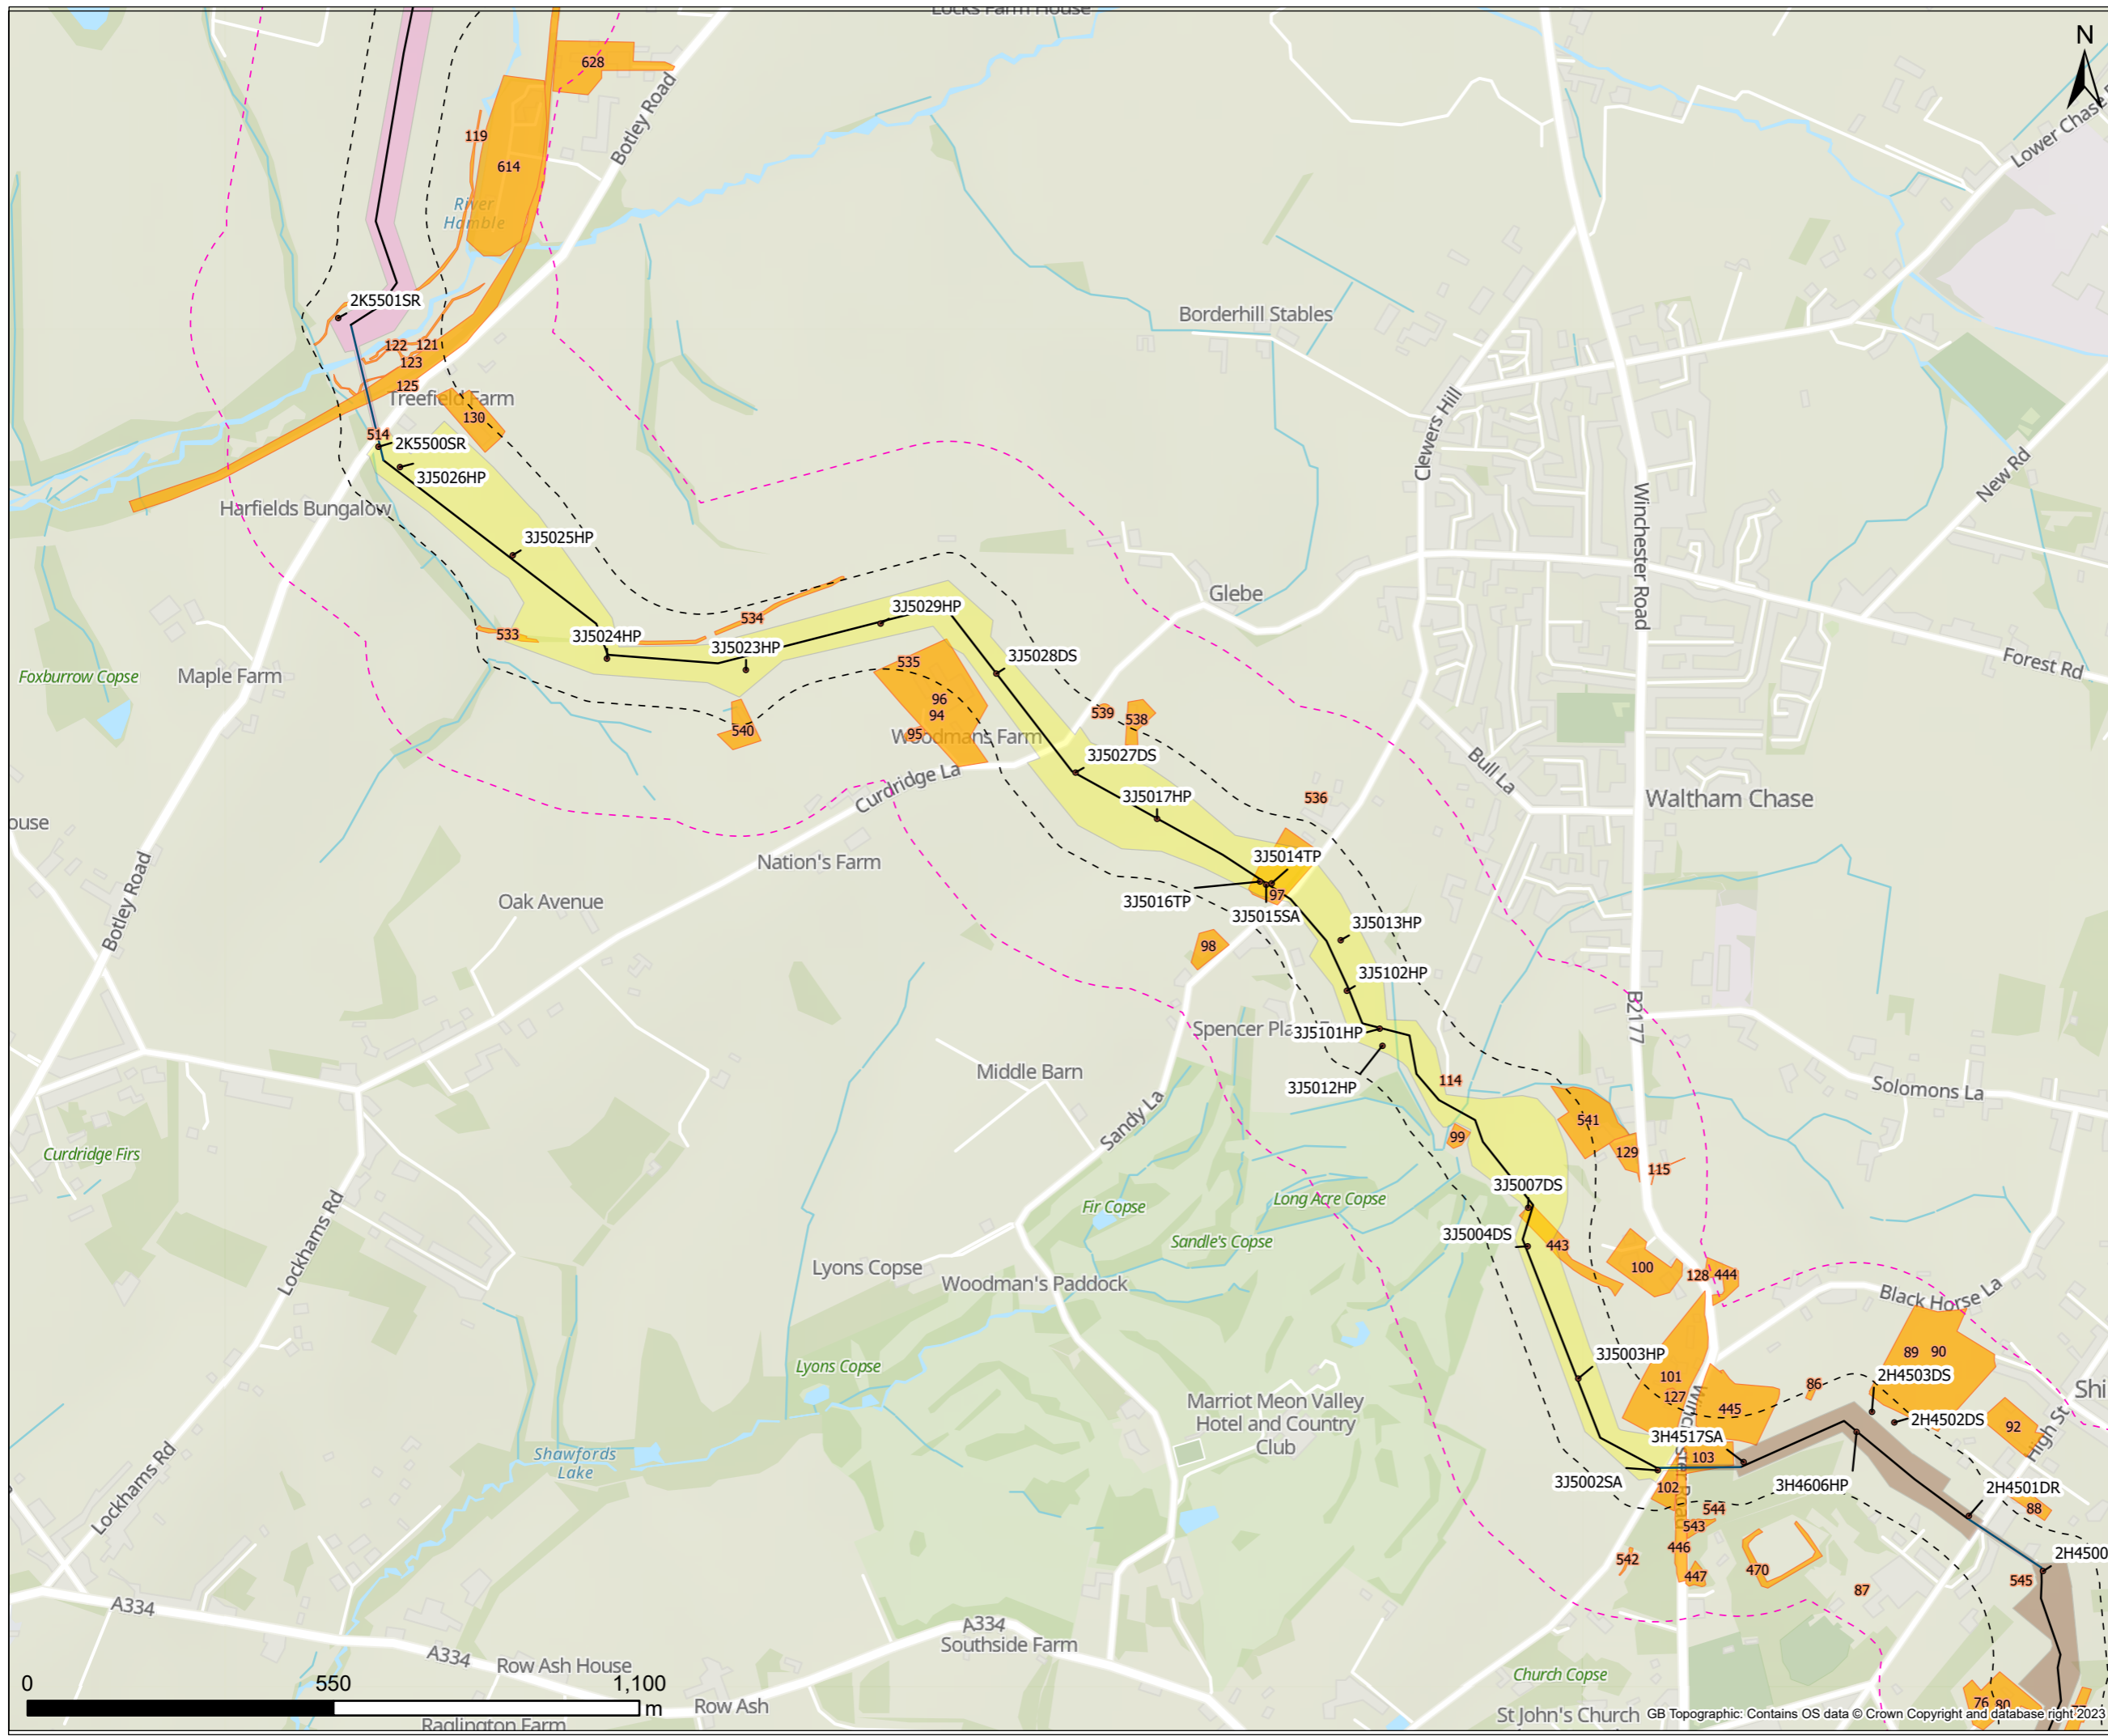 Locks Farm House
N
628
Botley Road
Lower Chase
119
614
River
Hamble
2K5501SR
Borderhill Stables
122
121
123
125
Treefield Farm
130
Clewers Hill
514
2K5500SR
3J5026HP
Harfields Bungalow
Winchester Road
New Rd
3J5025HP
Glebe
534
3J5029HP
533
3J5024HP
3J5023HP
3J5028DS
Forest Rd
Foxburrow Copse
Maple Farm
535
96
94
95
540
Woodmans Farm
539
538
3J5027DS
Curdridge La
Bull La
3J5017HP
536
Waltham Chase
ouse
Nation's Farm
3J5014TP
Oak Avenue
3J5016TP
97
3J5015SA
3J5013HP
Botley Road
98
3J5102HP
B2177
Spencer Pla
3J5101HP
Middle Barn
3J5012HP
114
Solomons La
Sandy La
541
99
129
115
Curdridge Firs
3J5007DS
Long Acre Copse
Fir Copse
Lockhams Rd
Sandle's Copse
3J5004DS
443
Lyons Copse
Woodman's Paddock
100
128
444
Black Horse La
Lyons Copse
3J5003HP
89
90
101
127
86
2H4503DS
Shi
Marriot Meon Valley
Hotel and Country
Club
445
2H4502DS
92
High St
3H4517SA
103
Winchester Road
Shawfords
Lake
Lockhams Rd
3J5002SA
102
3H4606HP
2H4501DR
544
88
543
446
542
447
470
2H4500
87
545
A334
A334
A334
Southside Farm
Row Ash House
Church Copse
0
550
1,100
m
Row Ash
76
80
77
Raglington Farm
St John's Church
GB Topographic: Contains OS data © Crown Copyright and database right 2023